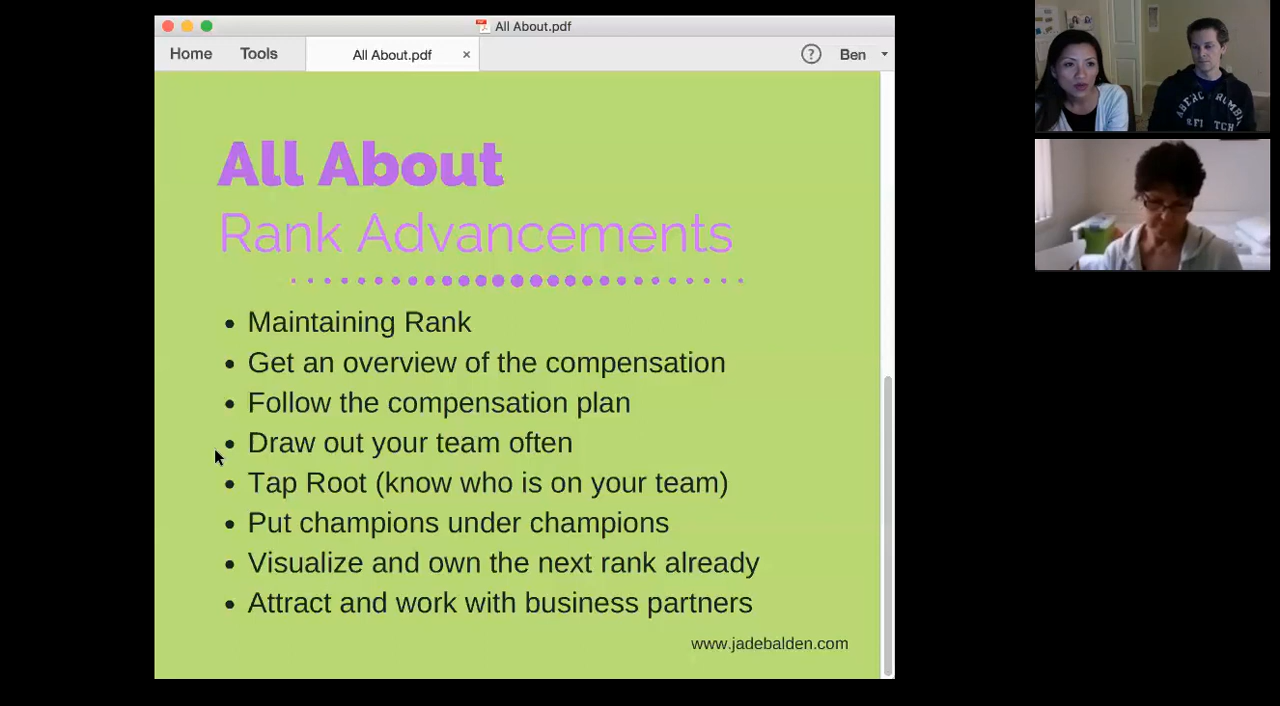 All About.pdf
Home Tools All About.pdf × ? Ben
All About
Rank Advancements
• Maintaining Rank
• Get an overview of the compensation
• Follow the compensation plan
• Draw out your team often
• Tap Root (know who is on your team)
• Put champions under champions
• Visualize and own the next rank already
• Attract and work with business partners
www.jadebalden.com